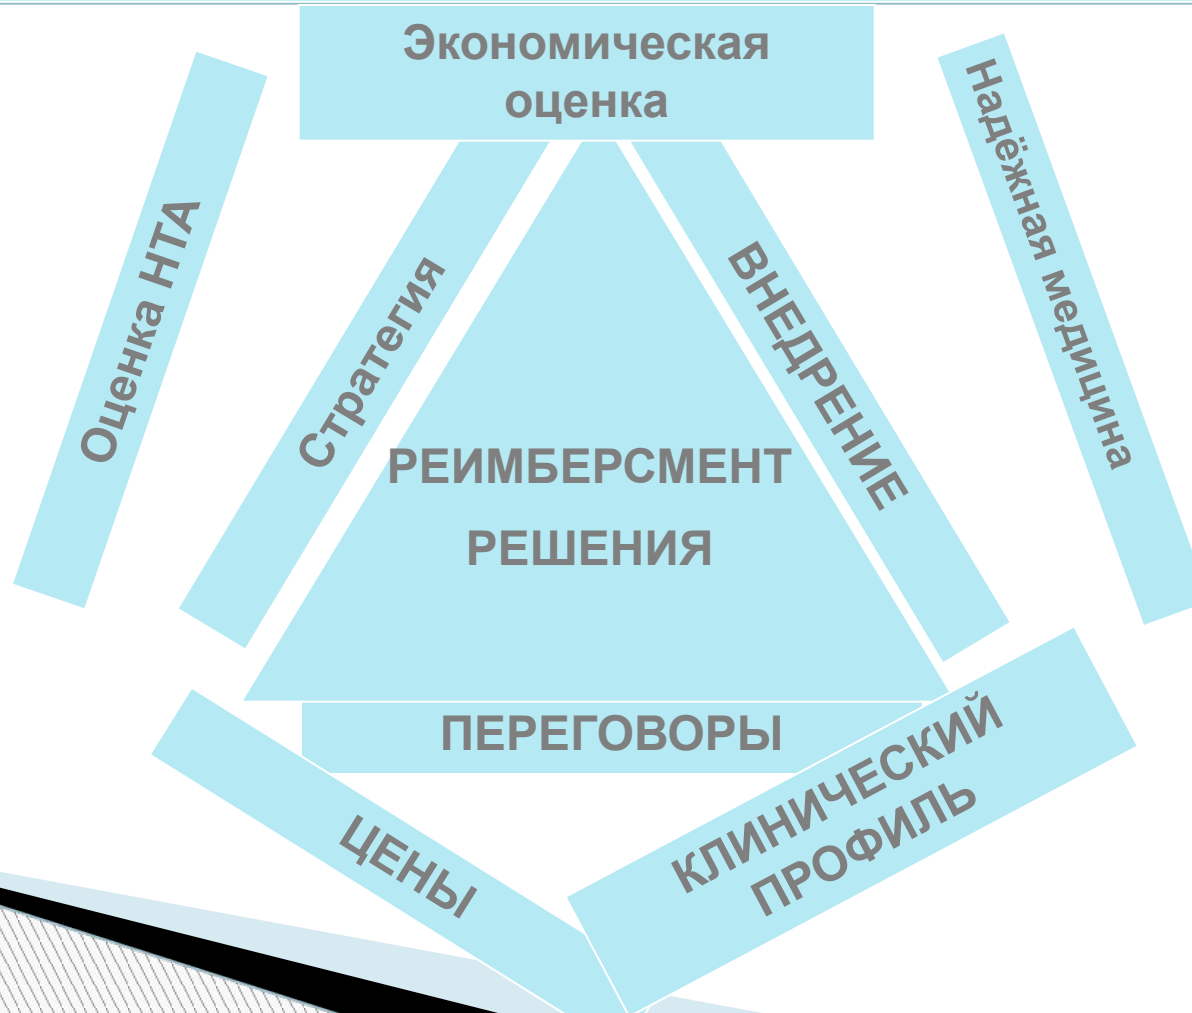 Экономическая
оценка
Оценка НТА
Стратегия
ВНЕДРЕНИЕ
Надёжная медицина
РЕИМБЕРСМЕНТ
РЕШЕНИЯ
ПЕРЕГОВОРЫ
ЦЕНЫ
КЛИНИЧЕСКИЙ
ПРОФИЛЬ